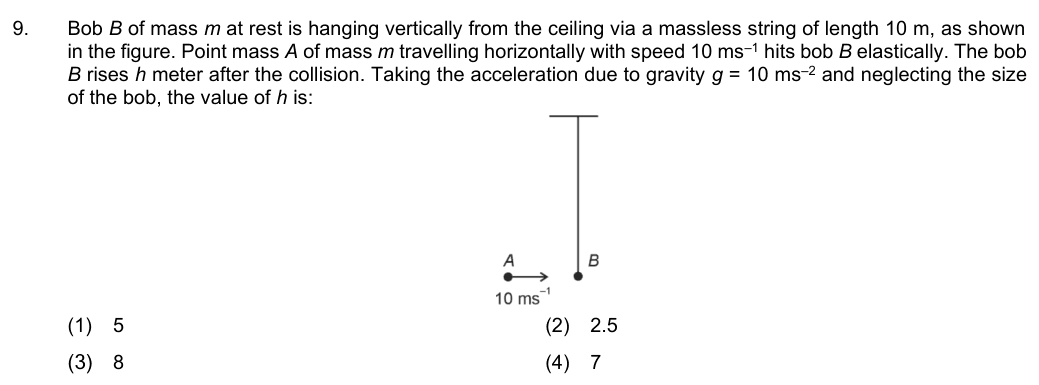 9. Bob B of mass m at rest is hanging vertically from the ceiling via a massless string of length 10 m, as shown
in the figure. Point mass A of mass m travelling horizontally with speed 10 ms⁻¹ hits bob B elastically. The bob
B rises h meter after the collision. Taking the acceleration due to gravity g = 10 ms⁻² and neglecting the size
of the bob, the value of h is:
A B
10 ms⁻¹
(1) 5 (2) 2.5
(3) 8 (4) 7